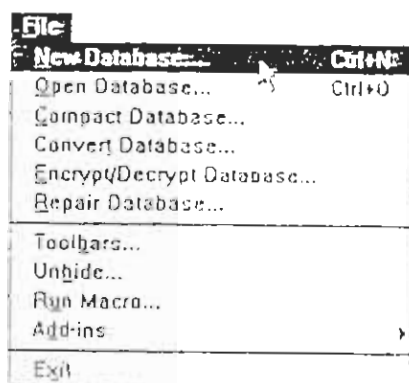 File
New Database... Ctrl+N
Open Database... Ctrl+O
Compact Database...
Convert Database...
Encrypt/Decrypt Database...
Repair Database...
Toolbars...
Unhide...
Run Macro...
Add-ins
Exit